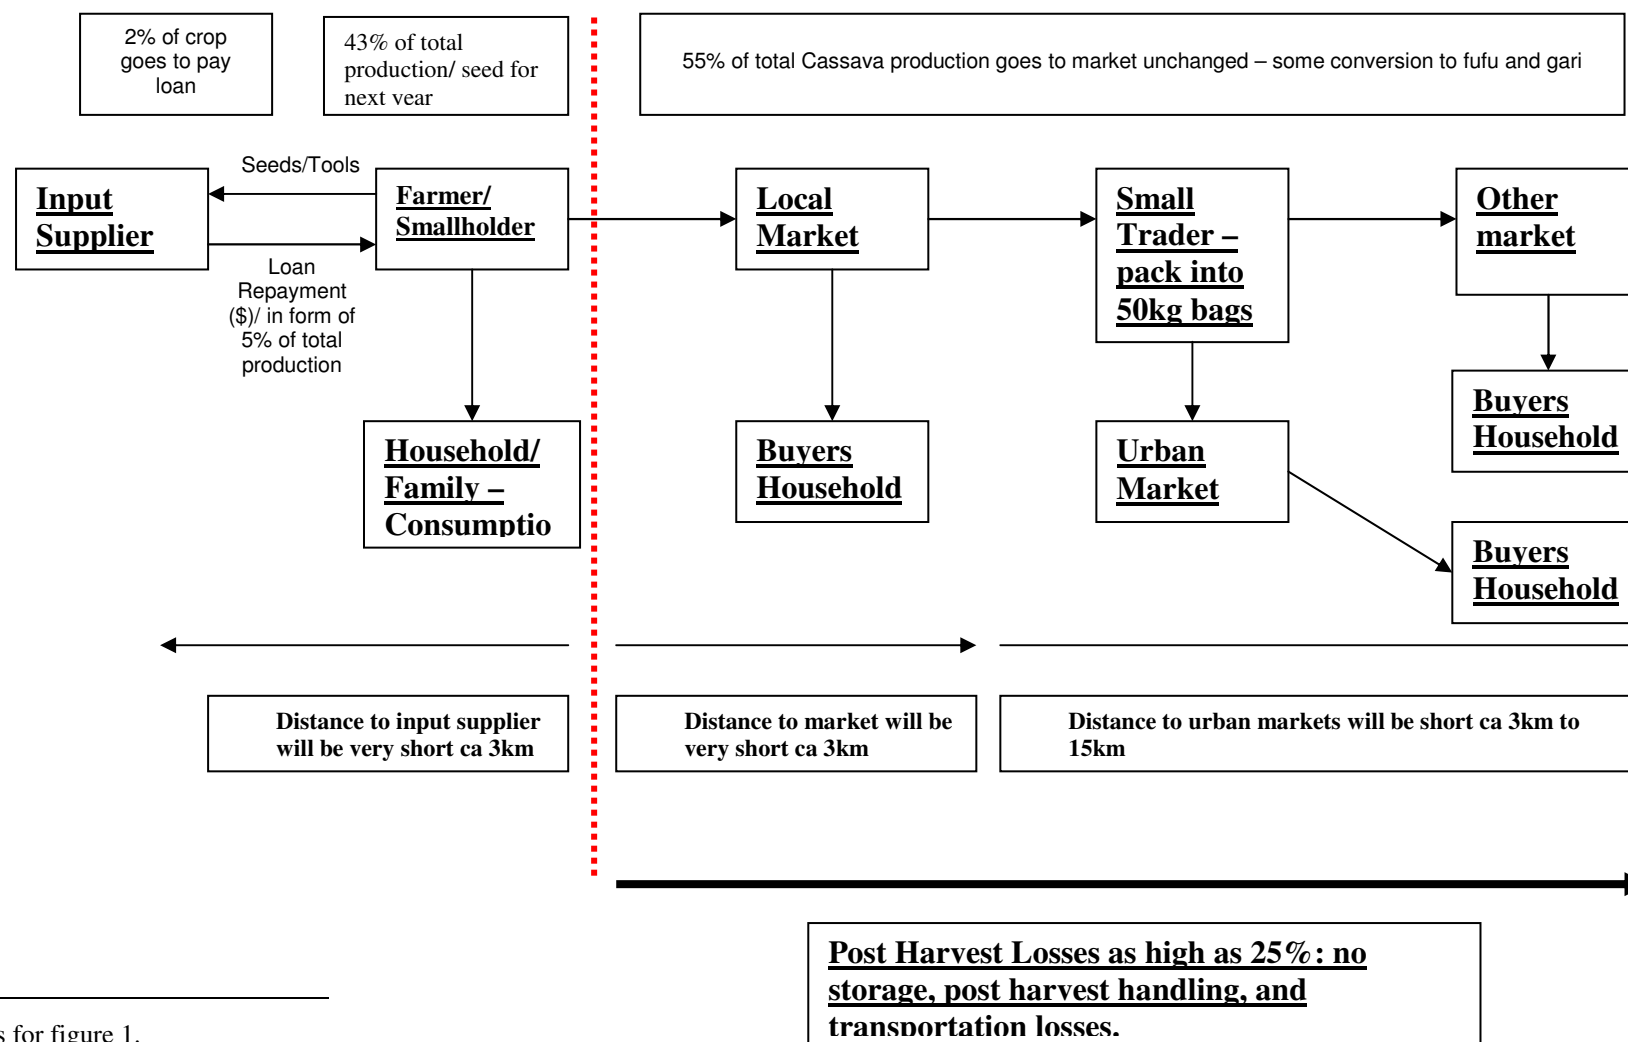 2% of crop
goes to pay
loan
43% of total
production/ seed for
next year
55% of total Cassava production goes to market unchanged – some conversion to fufu and gari
Seeds/Tools
Input
Supplier
Farmer/
Smallholder
Local
Market
Small
Trader –
pack into
50kg bags
Other
market
Loan
Repayment
($)/ in form of
5% of total
production
Household/
Family –
Consumptio
Buyers
Household
Urban
Market
Buyers
Household
Buyers
Household
Distance to input supplier
will be very short ca 3km
Distance to market will be
very short ca 3km
Distance to urban markets will be short ca 3km to
15km
Post Harvest Losses as high as 25%: no
storage, post harvest handling, and
transportation losses.
s for figure 1.